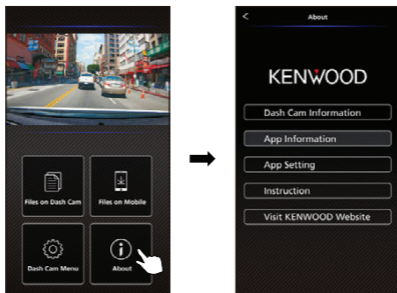 Files on Dash Cam
Files on Mobile
Dash Cam Menu
About
<
About
KENWOOD
Dash Cam Information
App Information
App Setting
Instruction
Visit KENWOOD Website